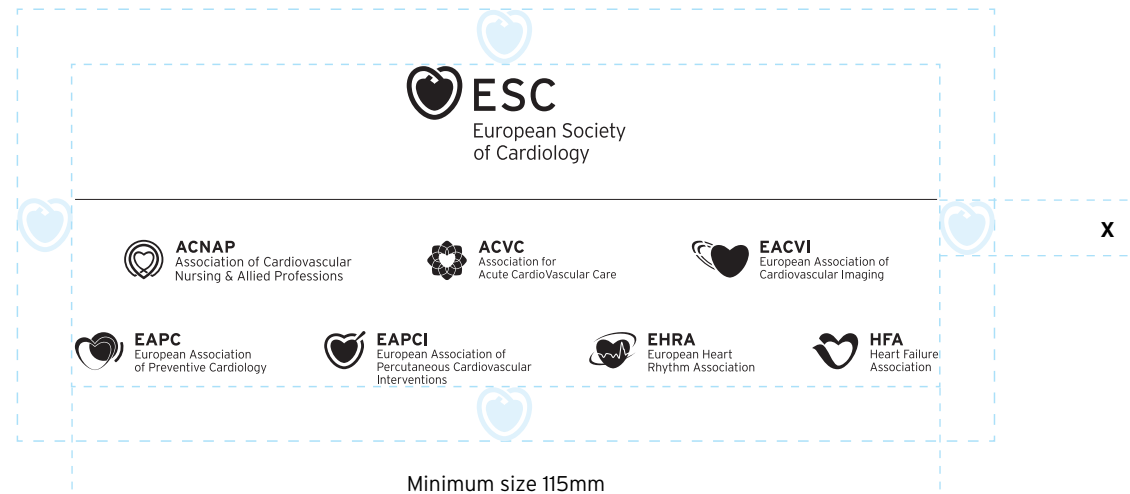 ESC
European Society
of Cardiology
X
ACNAP
Association of Cardiovascular
Nursing & Allied Professions
ACVC
Association for
Acute CardioVascular Care
EACVI
European Association of
Cardiovascular Imaging
EAPC
European Association
of Preventive Cardiology
EAPCI
European Association of
Percutaneous Cardiovascular
Interventions
EHRA
European Heart
Rhythm Association
HFA
Heart Failure
Association
Minimum size 115mm